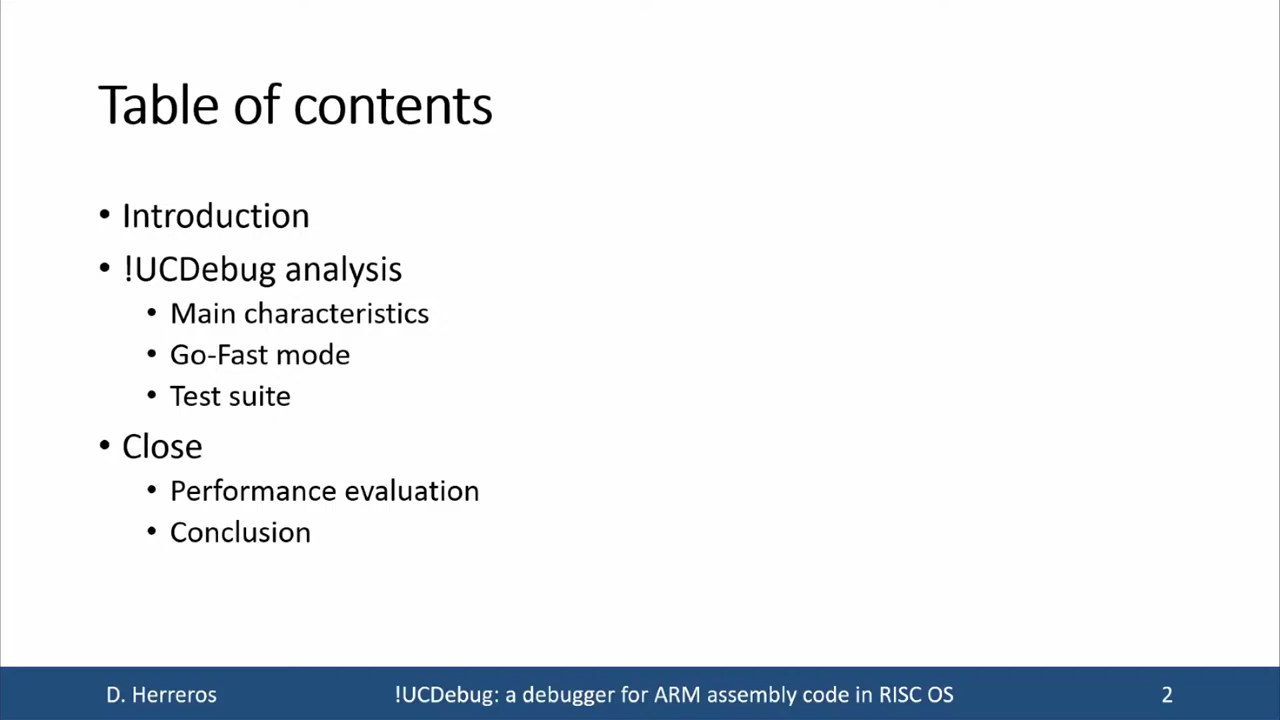 Table of contents
• Introduction
• !UCDebug analysis
• Main characteristics
• Go-Fast mode
• Test suite
• Close
• Performance evaluation
• Conclusion
D. Herreros
!UCDebug: a debugger for ARM assembly code in RISC OS
2